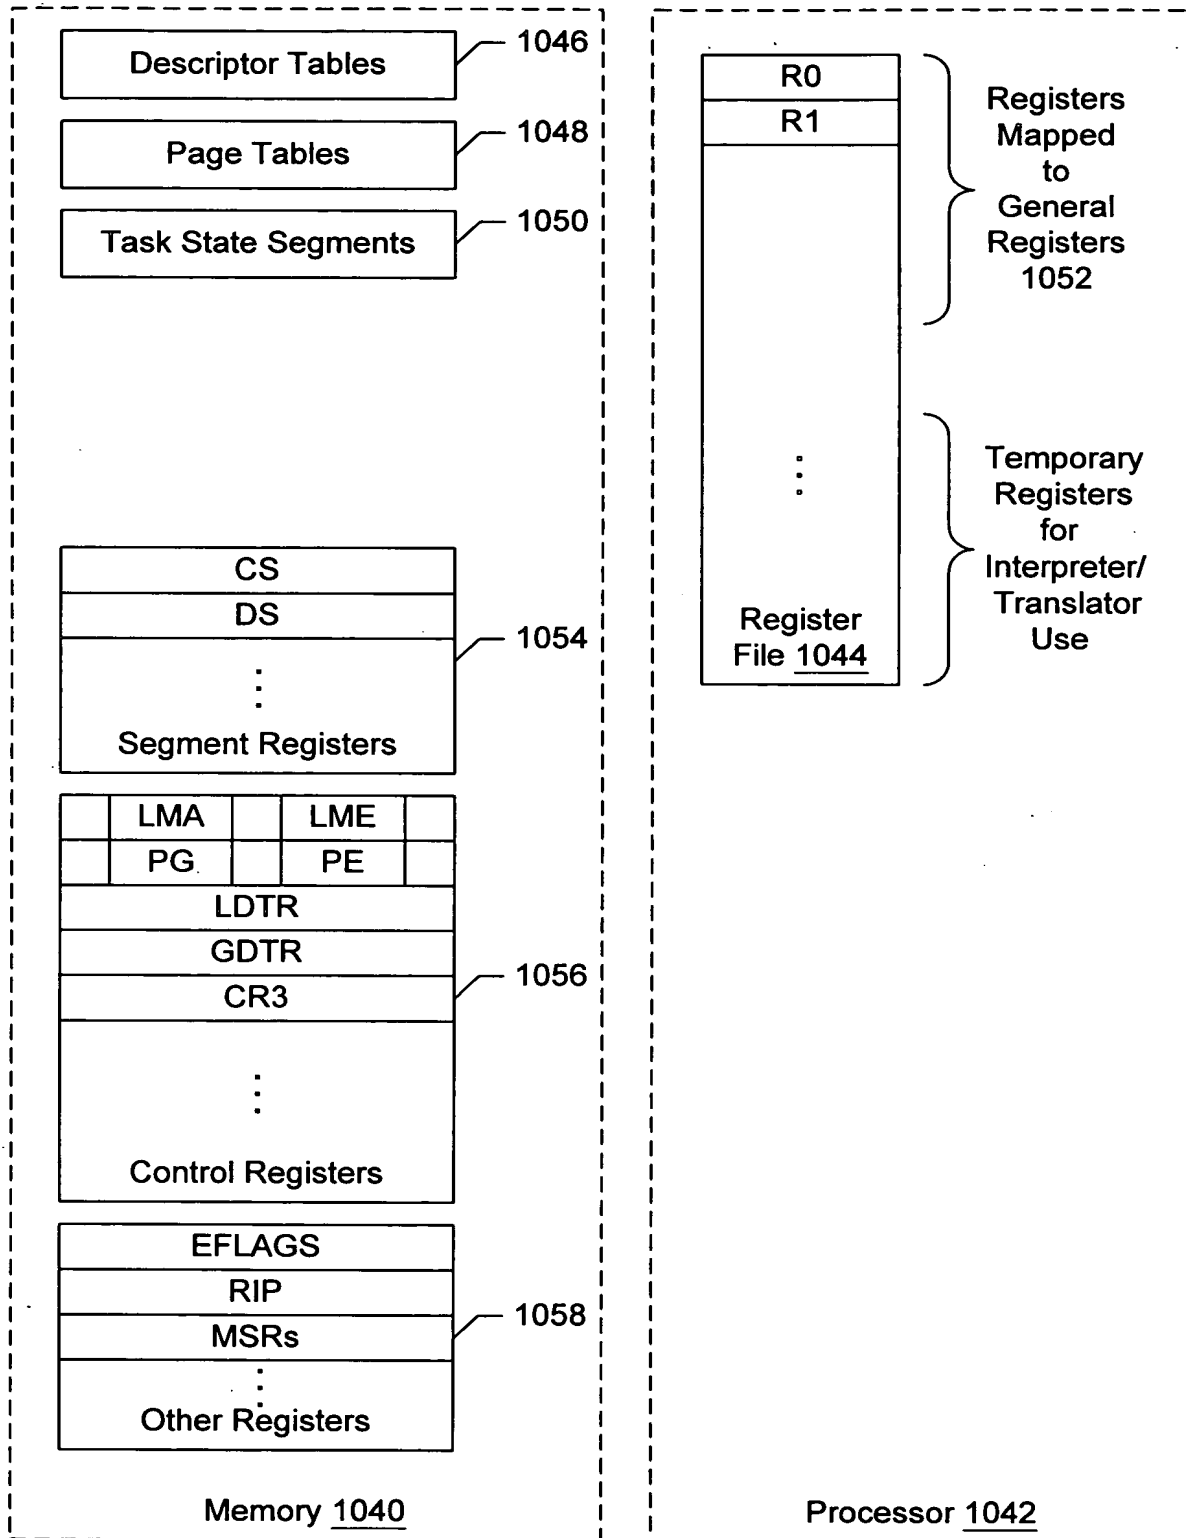 Descriptor Tables
1046
Page Tables
1048
Task State Segments
1050
CS
DS
Segment Registers
1054
LMA LME
PG PE
LDTR
GDTR
CR3
1056
Control Registers
EFLAGS
RIP
MSRs
1058
Other Registers
Memory 1040
R0
R1
Register
File 1044
Registers
Mapped
to
General
Registers
1052
Temporary
Registers
for
Interpreter/
Translator
Use
Processor 1042